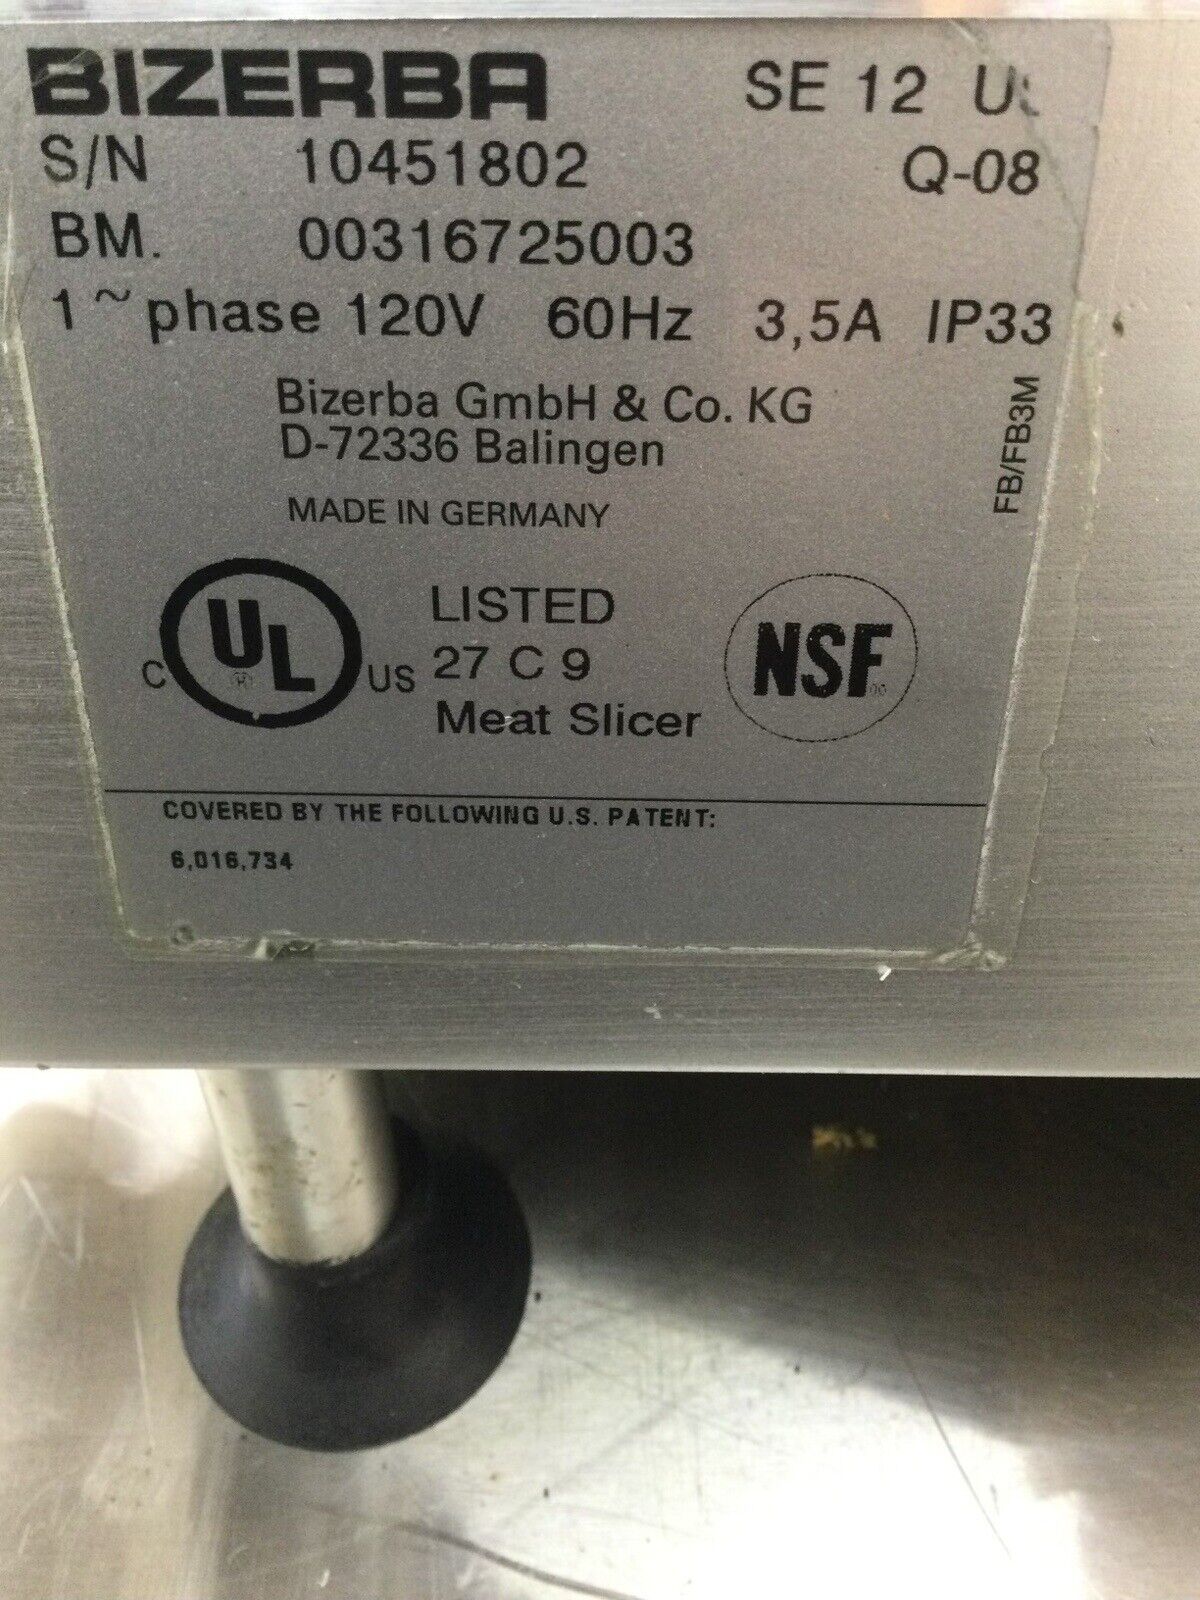 BIZERBA SE 12
S/N 10451802 Q-08
BM. 00316725003
1~phase 120V 60Hz 3,5A IP33
Bizerba GmbH & Co. KG
D-72336 Balingen
MADE IN GERMANY
FB/FB3M
C UL US LISTED
27 C 9
Meat Slicer
NSF
COVERED BY THE FOLLOWING U.S. PATENT:
6,016,734